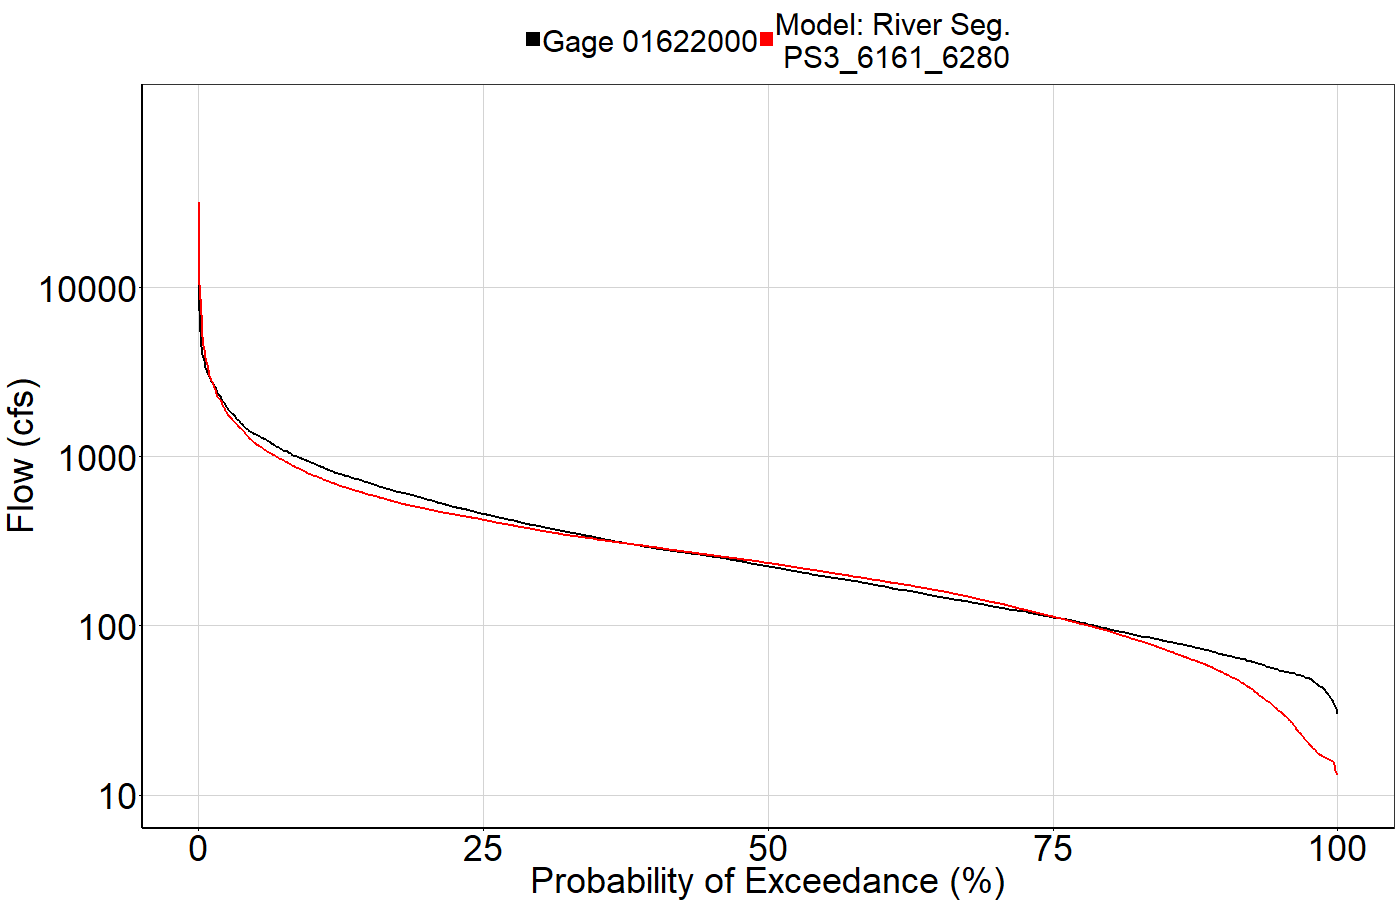 Gage 01622000
Model: River Seg.
PS3_6161_6280
Flow (cfs)
10000
1000
100
10
0 25 50 75 100
Probability of Exceedance (%)